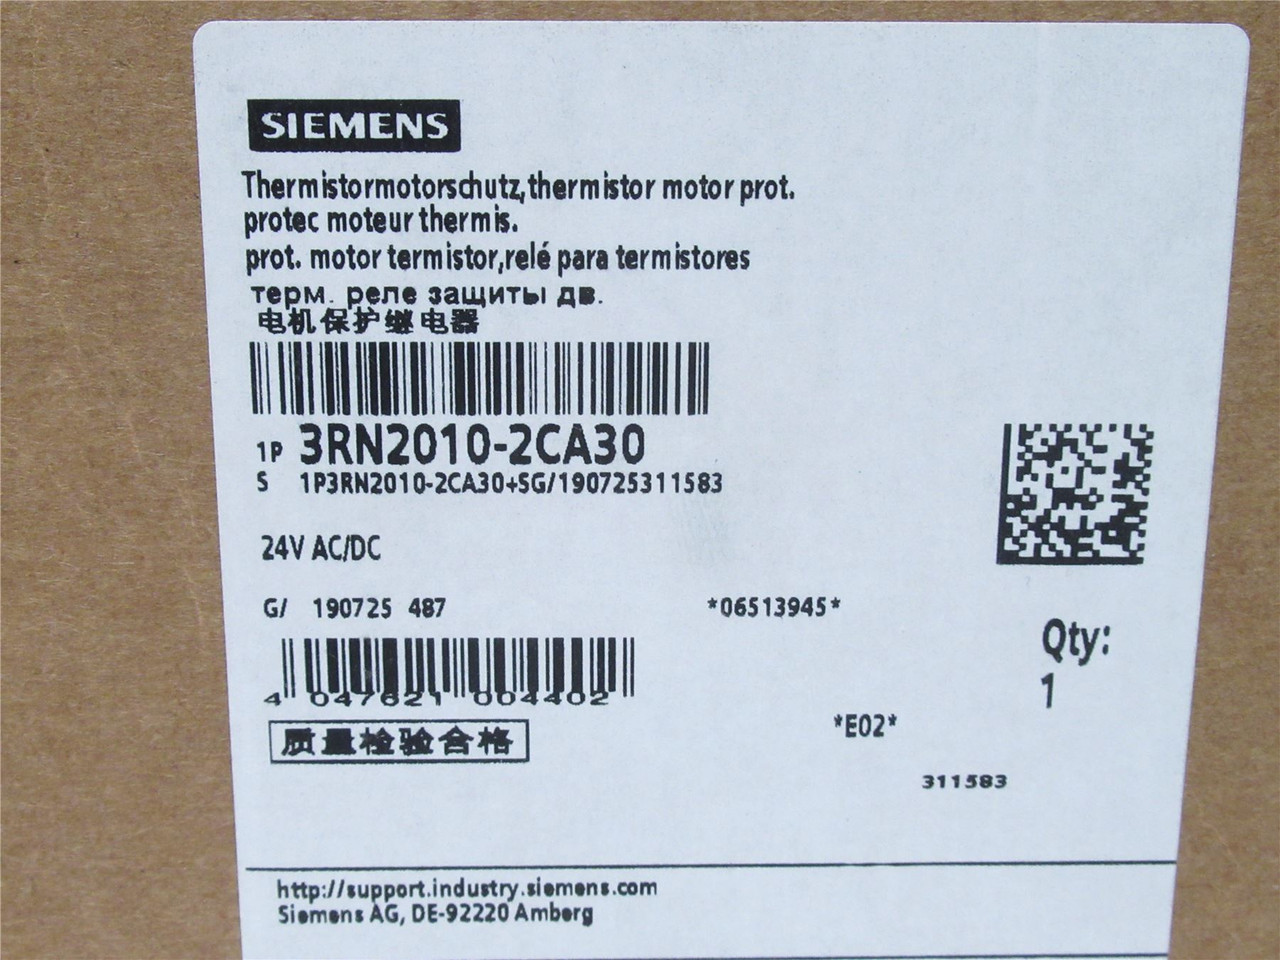 SIEMENS
Thermistormotorschutz,thermistor motor prot.
protec moteur thermis.
prot. motor termistor,relé para termistores
терм. реле защиты дв.
电机保护继电器
1P 3RN2010-2CA30
S 1P3RN2010-2CA30+SG/190725311583
24V AC/DC
G/ 190725 487 *06513945*
Qty:
1
4 047621 004402
*E02*
质量检验合格
311583
http://support.industry.siemens.com
Siemens AG, DE-92220 Amberg